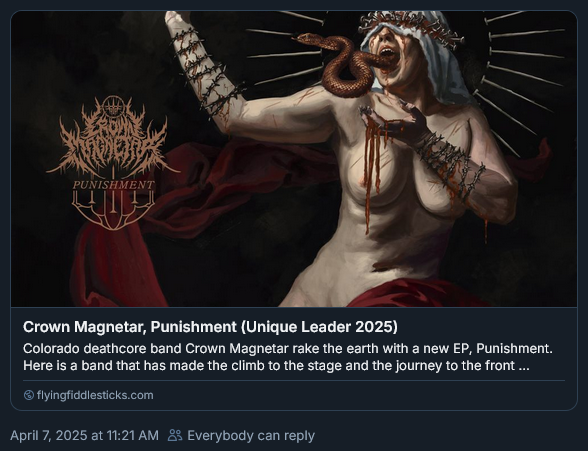 CROWN
MAGNETAR
PUNISHMENT
Crown Magnetar, Punishment (Unique Leader 2025)
Colorado deathcore band Crown Magnetar rake the earth with a new EP, Punishment.
Here is a band that has made the climb to the stage and the journey to the front ...
flyingfiddlesticks.com
April 7, 2025 at 11:21 AM Everybody can reply